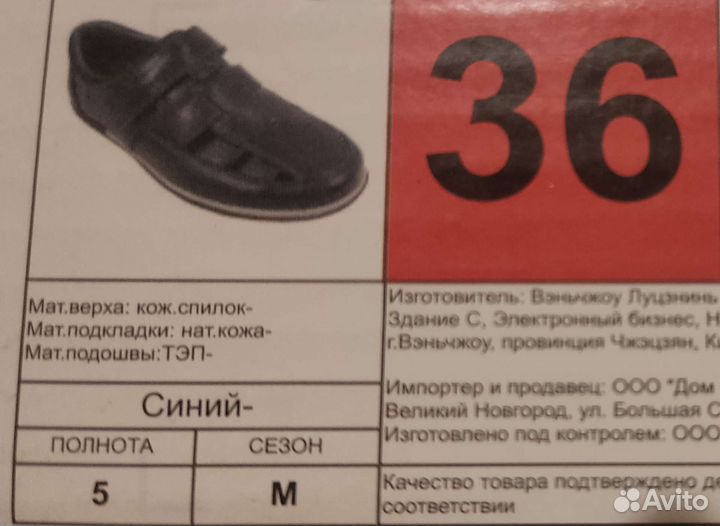 36
Мат.верха: кож.спилок-
Мат.подкладки: нат.кожа-
Мат.подошвы:ТЭП-
Синий-
ПОЛНОТА СЕЗОН
5 М
Изготовитель: Вэньчжоу Луцзнинь
Здание С, Электронный бизнес, Н
г.Вэньчжоу, провинция Чжэцзян, К
Импортер и продавец: ООО "Дом
Великий Новгород, ул. Большая С
Изготовлено под контролем: ООО
Качество товара подтверждено де
соответствии
Avito